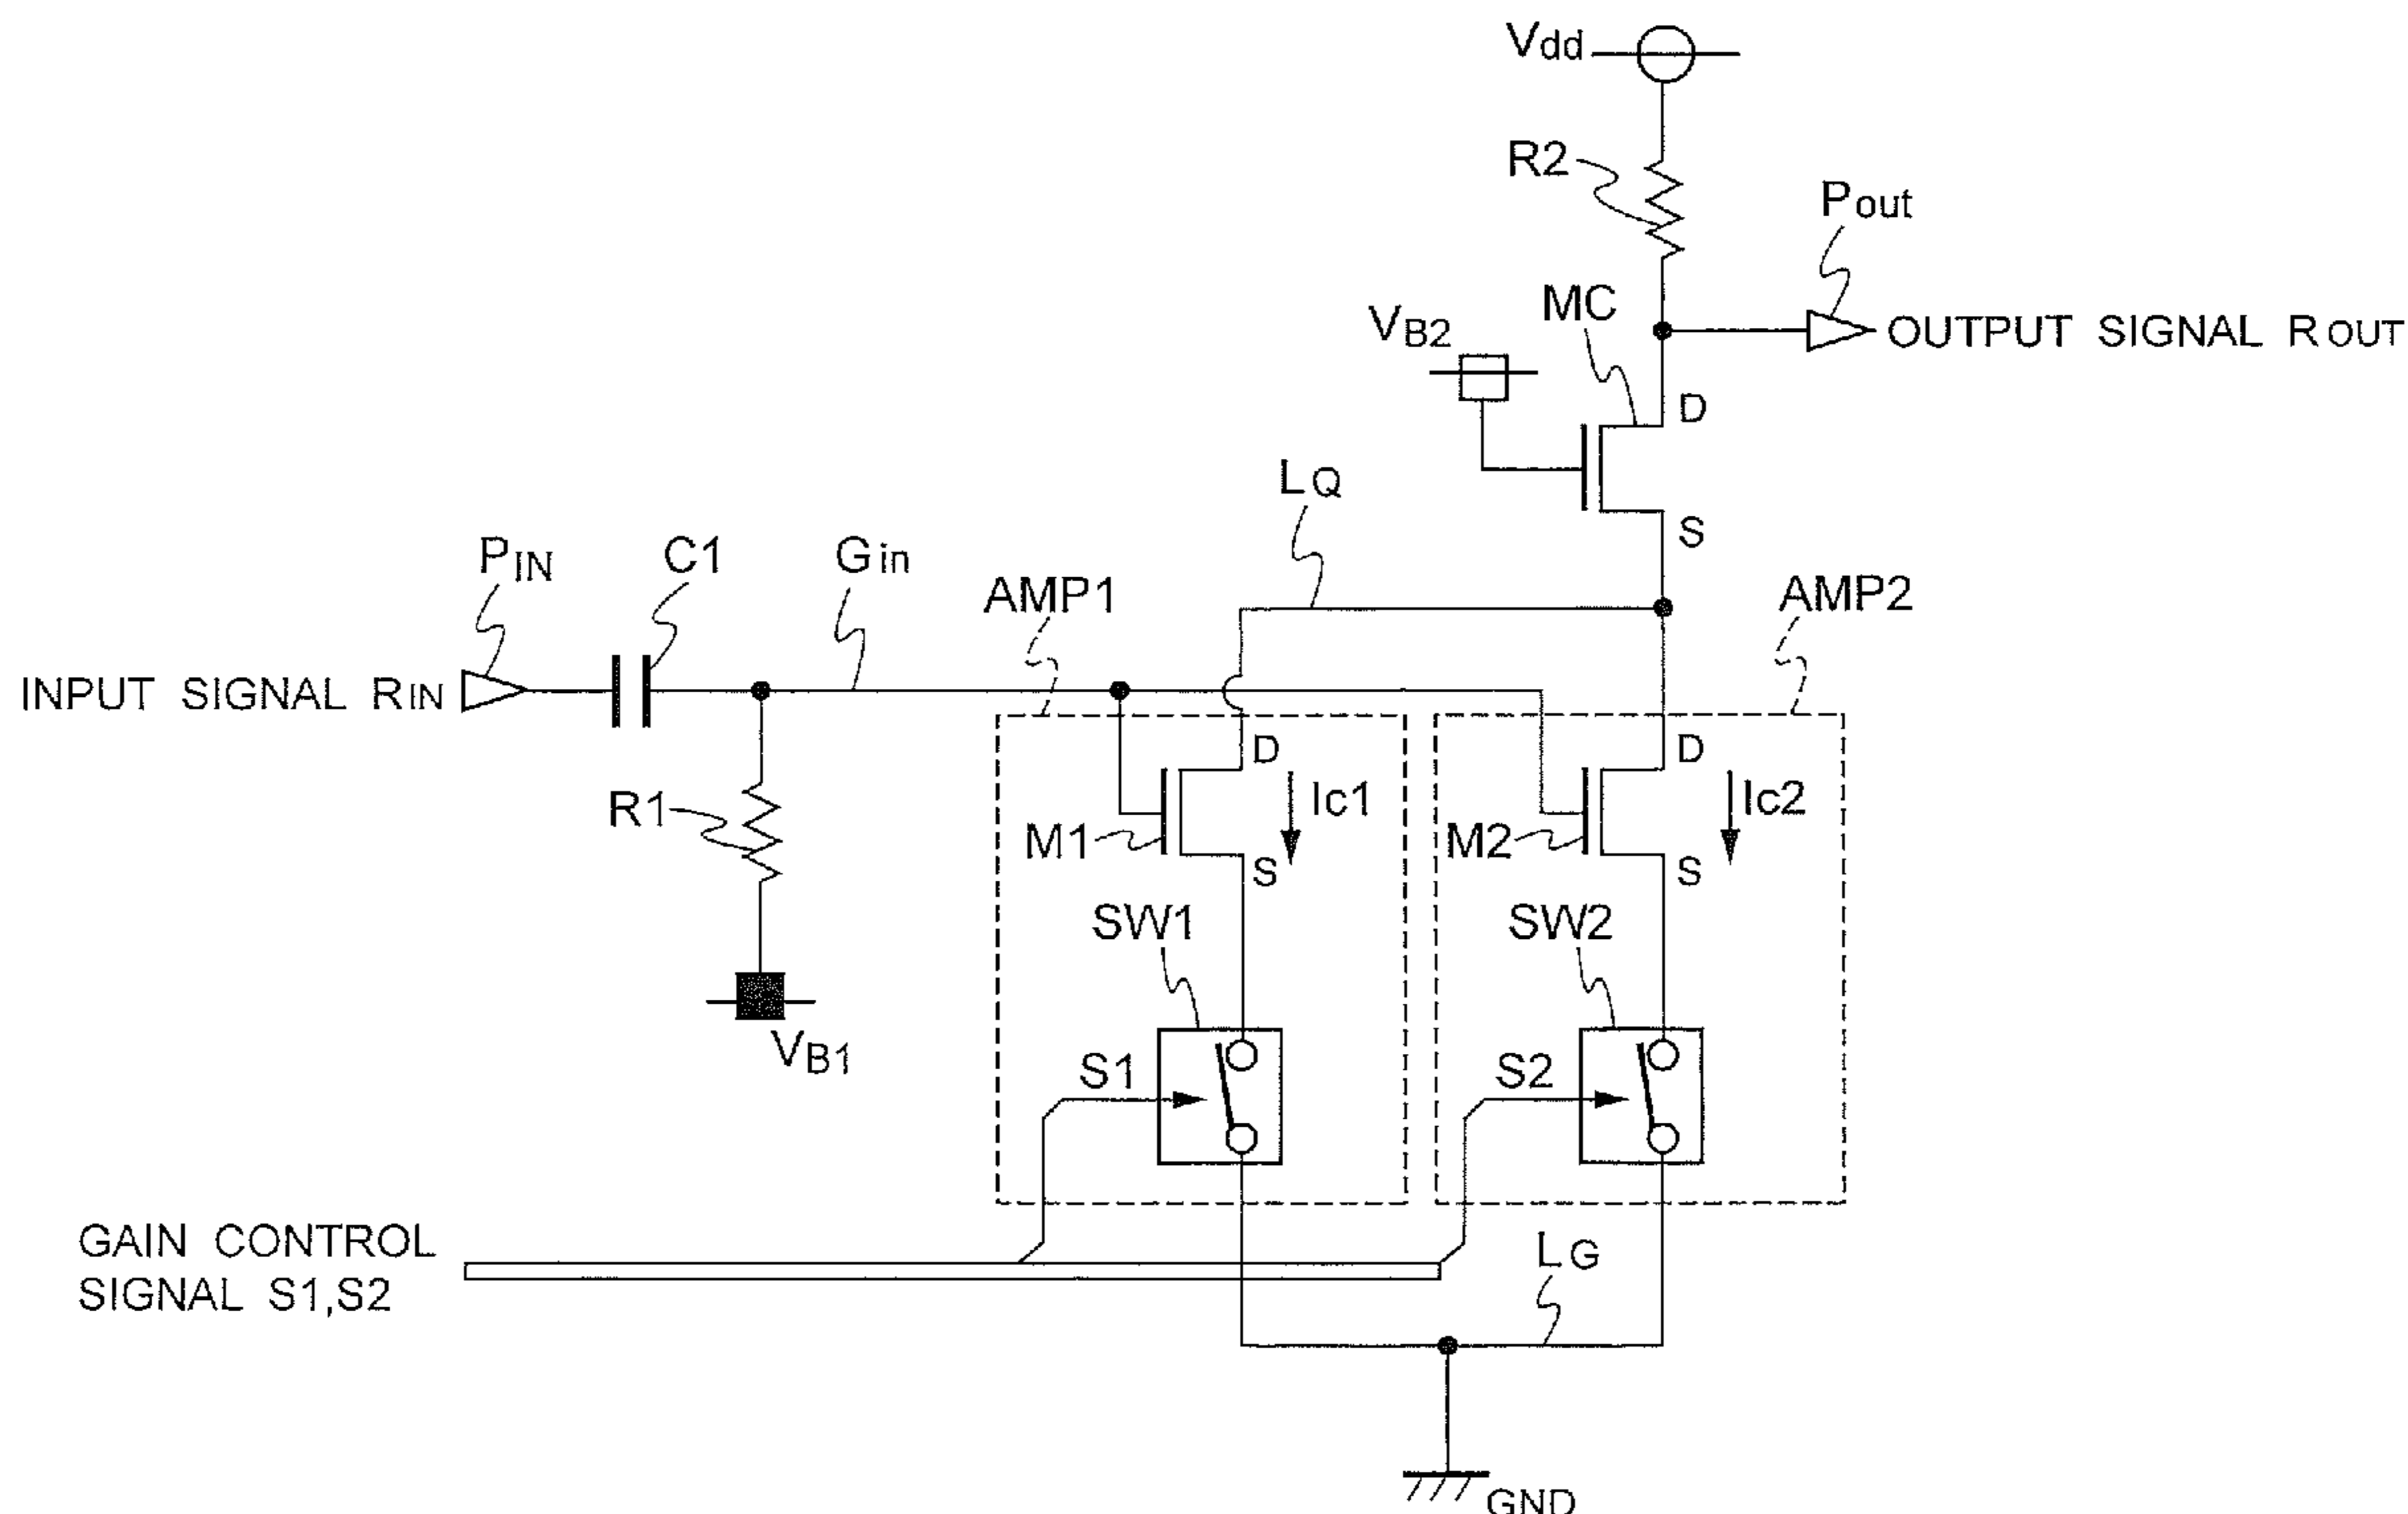 Vdd
R2
Pout
MC
VB2
OUTPUT SIGNAL ROUT
D
LQ
S
PIN
C1
Gin
AMP1
AMP2
INPUT SIGNAL RIN
D
D
R1
Ic1
Ic2
M1
M2
S
S
SW1
SW2
VB1
S1
S2
GAIN CONTROL
SIGNAL S1,S2
LG
GND